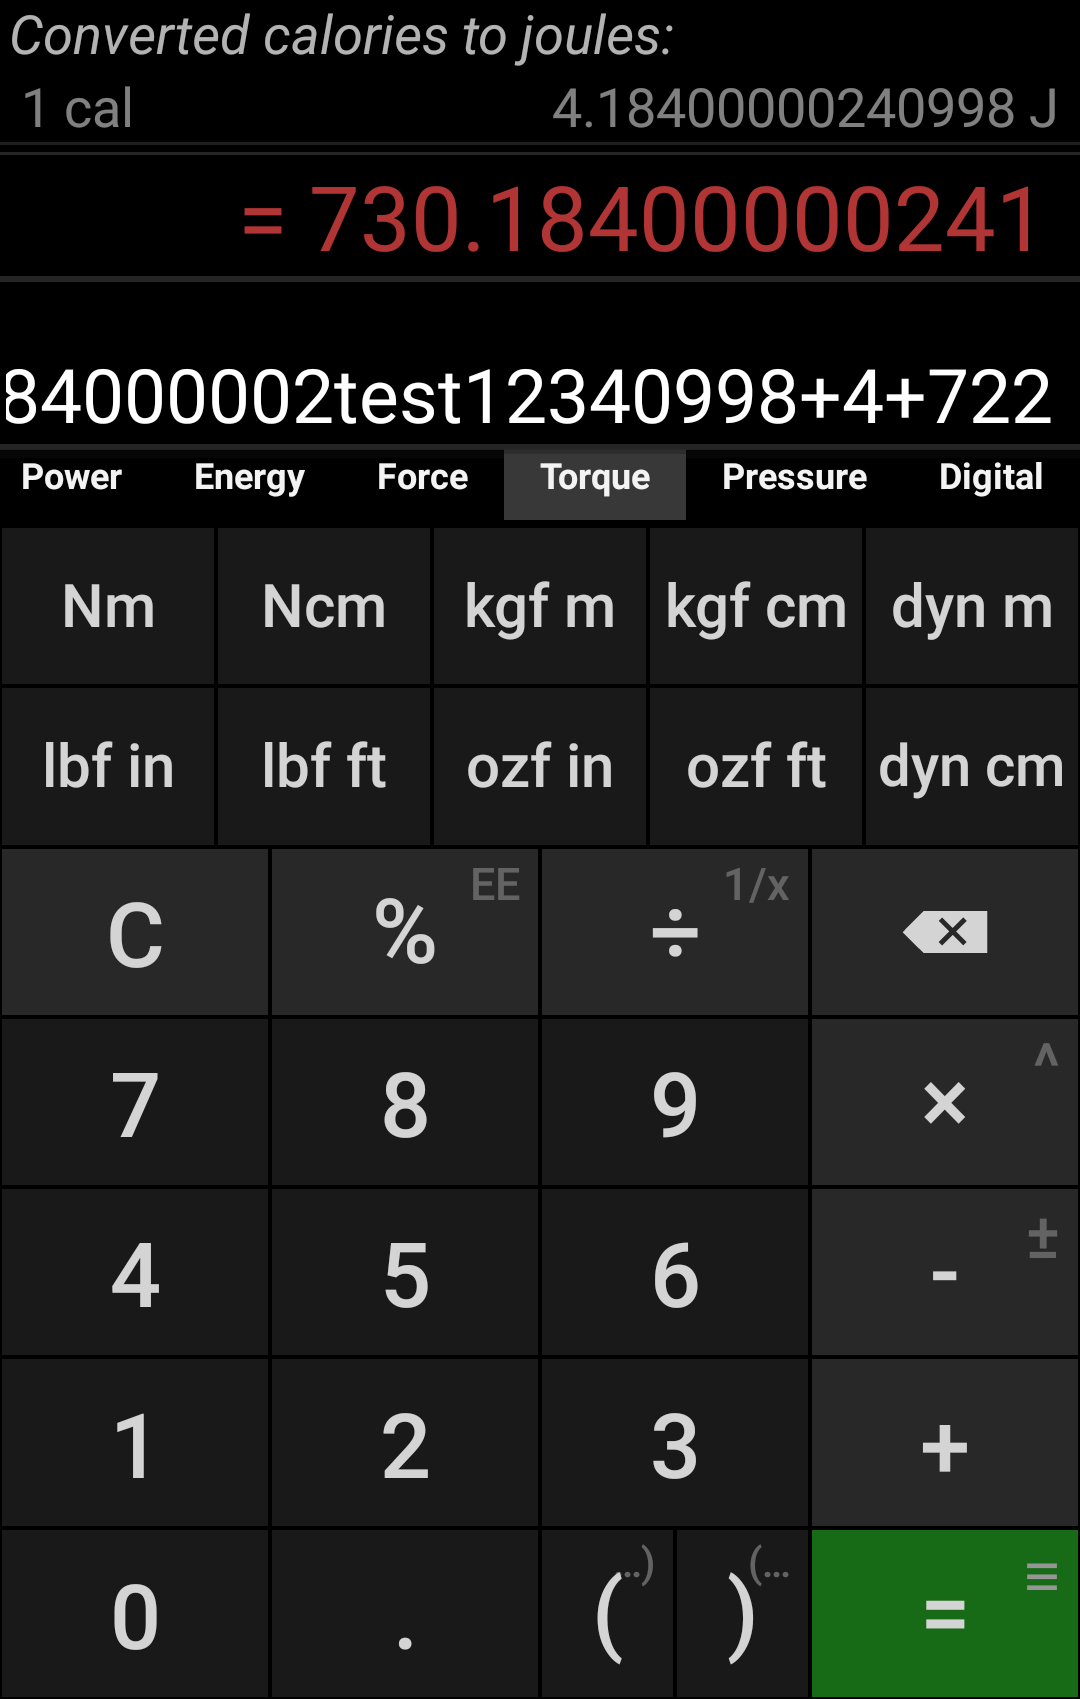 Converted calories to joules:
1 cal 4.18400000240998 J
= 730.18400000241
84000002test12340998+4+722
Power Energy Force Torque Pressure Digital
Nm Ncm kgf m kgf cm dyn m
lbf in lbf ft ozf in ozf ft dyn cm
C % EE ÷ 1/x
7 8 9 × ^
4 5 6 - ±
1 2 3 +
0 . ( ..) ) (... = ≡